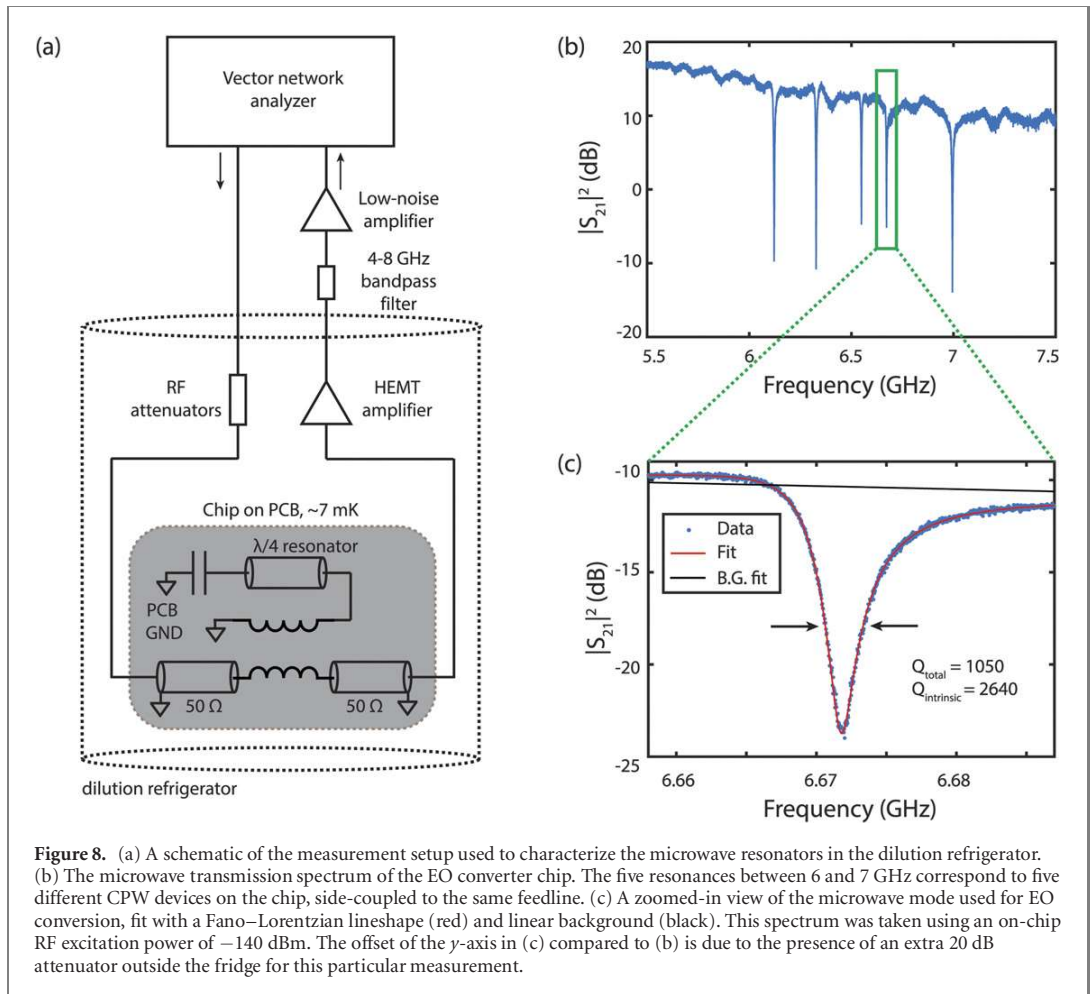 (a)
Vector network
analyzer
Low-noise
amplifier
4-8 GHz
bandpass
filter
RF
attenuators
HEMT
amplifier
Chip on PCB, ~7 mK
λ/4 resonator
PCB
GND
50 Ω
50 Ω
dilution refrigerator
(b)
20
10
0
-10
-20
|S21|² (dB)
5.5
6
6.5
7
7.5
Frequency (GHz)
(c)
-10
-15
-20
-25
|S21|² (dB)
Data
Fit
B.G. fit
Qtotal = 1050
Qintrinsic = 2640
6.66
6.67
6.68
Frequency (GHz)
Figure 8. (a) A schematic of the measurement setup used to characterize the microwave resonators in the dilution refrigerator.
(b) The microwave transmission spectrum of the EO converter chip. The five resonances between 6 and 7 GHz correspond to five
different CPW devices on the chip, side-coupled to the same feedline. (c) A zoomed-in view of the microwave mode used for EO
conversion, fit with a Fano–Lorentzian lineshape (red) and linear background (black). This spectrum was taken using an on-chip
RF excitation power of −140 dBm. The offset of the y-axis in (c) compared to (b) is due to the presence of an extra 20 dB
attenuator outside the fridge for this particular measurement.